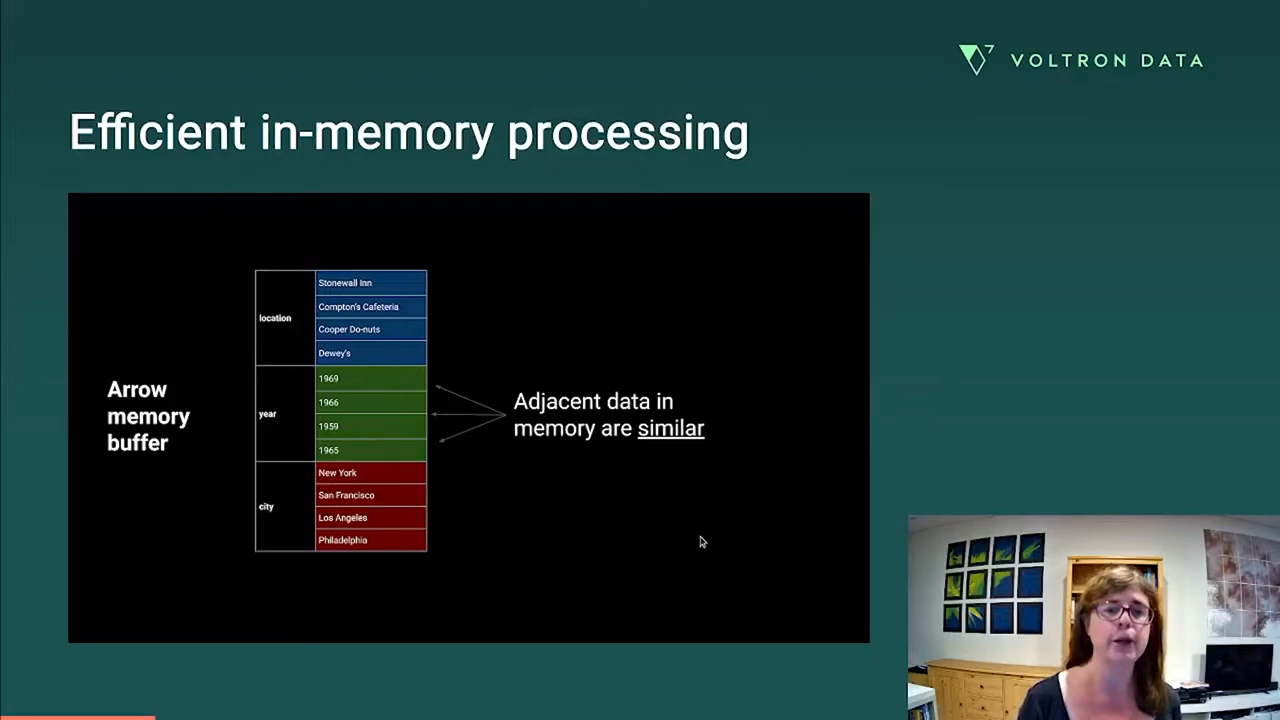 VOLTRON DATA
Efficient in-memory processing
Arrow
memory
buffer
location
Stonewall Inn
Compton's Cafeteria
Cooper Do-nuts
Dewey's
year
1969
1966
1959
1965
city
New York
San Francisco
Los Angeles
Philadelphia
Adjacent data in
memory are similar